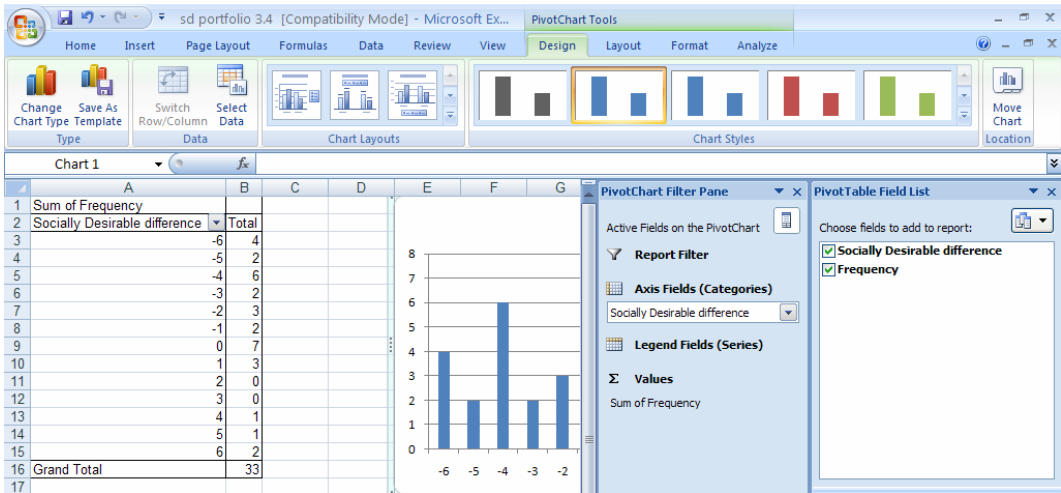 sd portfolio 3.4 [Compatibility Mode] - Microsoft Ex...
PivotChart Tools
Home Insert Page Layout Formulas Data Review View Design Layout Format Analyze
Change Chart Type
Save As Template
Switch Row/Column
Select Data
Move Chart
Type Data Chart Layouts Chart Styles Location
Chart 1 fx
A B C D E F G
1 Sum of Frequency
2 Socially Desirable difference Total
3 -6 4
4 -5 2
5 -4 6
6 -3 2
7 -2 3
8 -1 2
9 0 7
10 1 3
11 2 0
12 3 0
13 4 1
14 5 1
15 6 2
16 Grand Total 33
17
8
7
6
5
4
3
2
1
0
-6 -5 -4 -3 -2
PivotChart Filter Pane
Active Fields on the PivotChart
Report Filter
Axis Fields (Categories)
Socially Desirable difference
Legend Fields (Series)
Σ Values
Sum of Frequency
PivotTable Field List
Choose fields to add to report:
Socially Desirable difference
Frequency